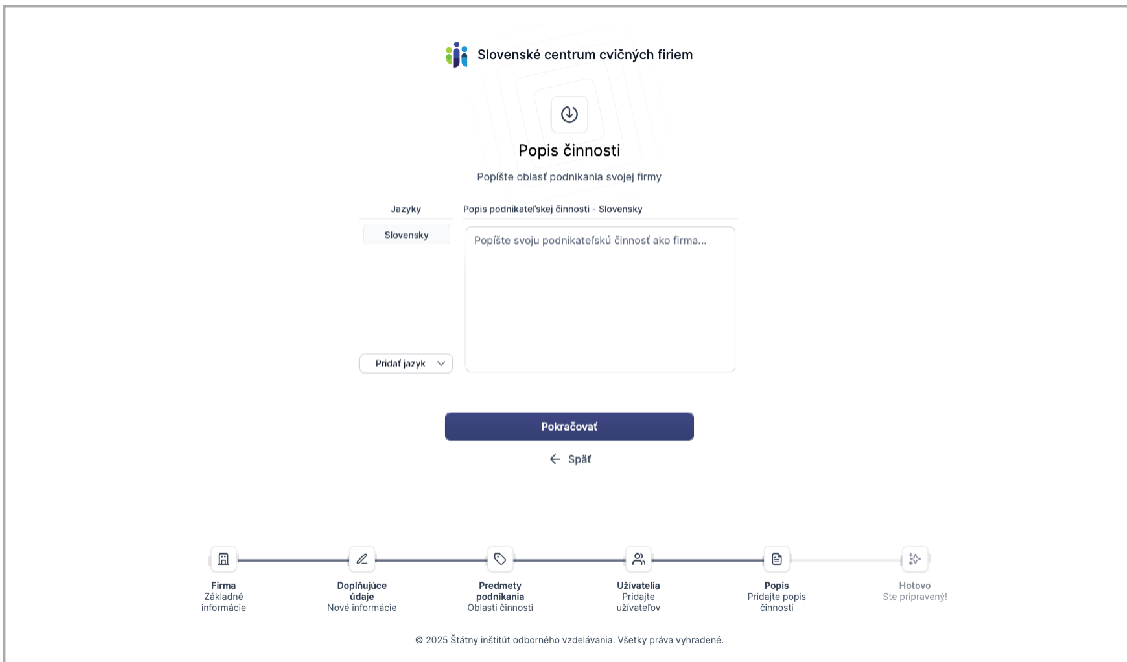 Slovenské centrum cvičných firiem
Popis činnosti
Popíšte oblasť podnikania svojej firmy
Jazyky
Popis podnikateľskej činnosti - Slovensky
Slovensky
Popíšte svoju podnikateľskú činnosť ako firma...
Pridať jazyk
Pokračovať
Späť
Firma
Základné
informácie
Doplňujúce
údaje
Nové informácie
Predmety
podnikania
Oblasti činnosti
Užívatelia
Pridajte
užívateľov
Popis
Pridajte popis
činnosti
Hotovo
Ste pripravený!
© 2025 Štátny inštitút odborného vzdelávania. Všetky práva vyhradené.